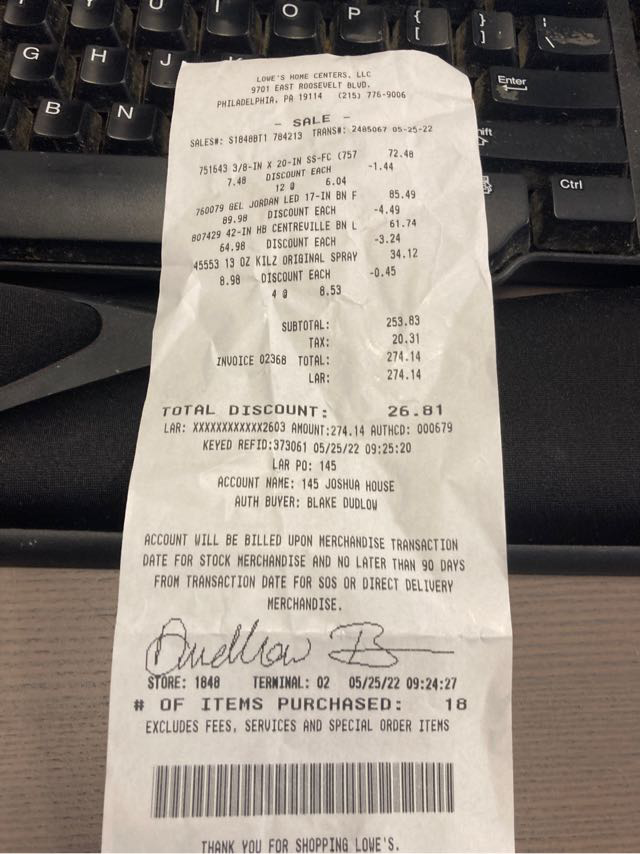 U
I
O
P
{
[
}
]
|
\
G
H
J
Enter
B
N
Ctrl
LOWE'S HOME CENTERS, LLC
9701 EAST ROOSEVELT BLVD.
PHILADELPHIA, PA 19114 (215) 776-9006
- SALE -
SALES#: S1848BT1 784213 TRANS#: 2485067 05-25-22
751643 3/8-IN X 20-IN SS-FC (757 72.48
7.48 DISCOUNT EACH -1.44
12 @ 6.04
760079 GEL JORDAN LED 17-IN BN F 85.49
89.98 DISCOUNT EACH -4.49
807429 42-IN HB CENTREVILLE BN L 61.74
64.98 DISCOUNT EACH -3.24
45553 13 OZ KILZ ORIGINAL SPRAY 34.12
8.98 DISCOUNT EACH -0.45
4 @ 8.53
SUBTOTAL: 253.83
TAX: 20.31
INVOICE 02368 TOTAL: 274.14
LAR: 274.14
TOTAL DISCOUNT: 26.81
LAR: XXXXXXXXXXXX2603 AMOUNT:274.14 AUTHCD: 000679
KEYED REFID:373061 05/25/22 09:25:20
LAR PO: 145
ACCOUNT NAME: 145 JOSHUA HOUSE
AUTH BUYER: BLAKE DUDLOW
ACCOUNT WILL BE BILLED UPON MERCHANDISE TRANSACTION
DATE FOR STOCK MERCHANDISE AND NO LATER THAN 90 DAYS
FROM TRANSACTION DATE FOR SOS OR DIRECT DELIVERY
MERCHANDISE.
STORE: 1848 TERMINAL: 02 05/25/22 09:24:27
# OF ITEMS PURCHASED: 18
EXCLUDES FEES, SERVICES AND SPECIAL ORDER ITEMS
THANK YOU FOR SHOPPING LOWE'S.